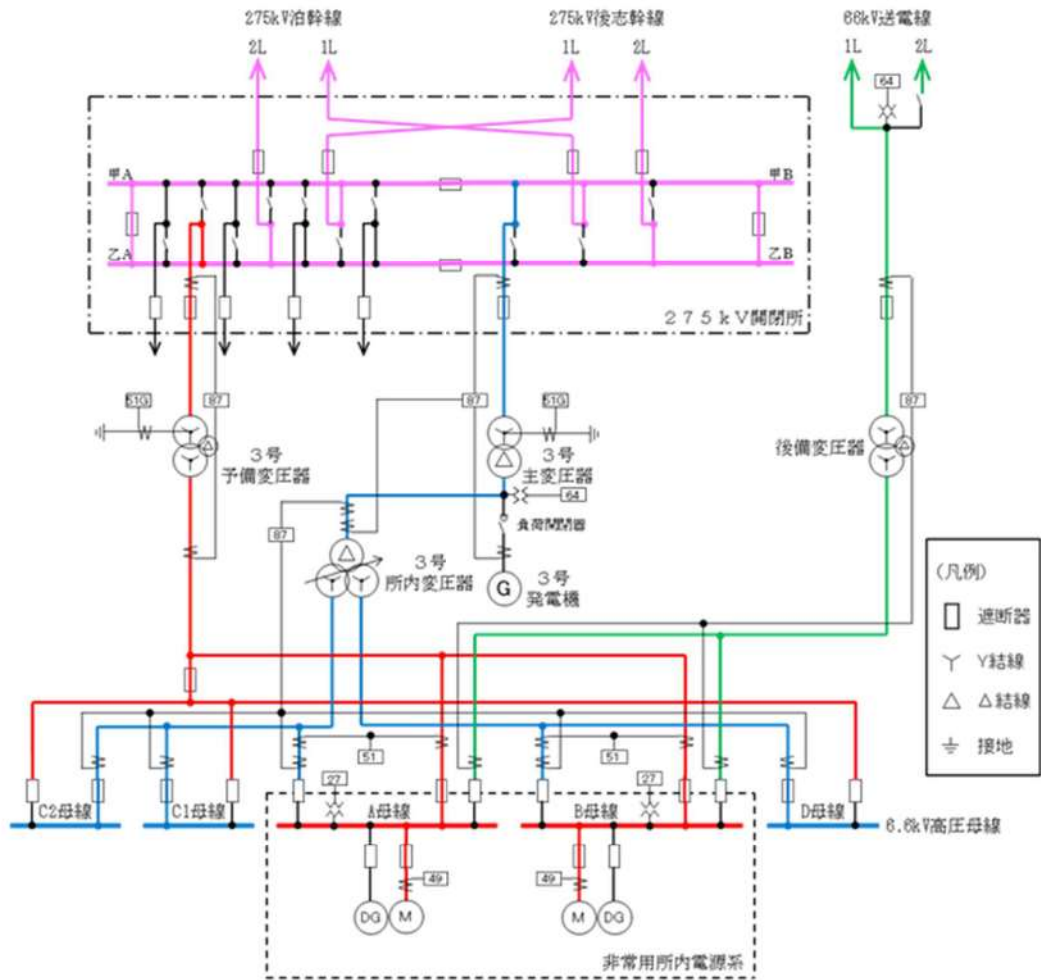 275kV泊幹線
275kV後志幹線
66kV送電線
2L
1L
1L
2L
1L
2L
64
甲A
甲B
乙A
乙B
275kV開閉所
51G
87
87
51G
87
3号
予備変圧器
3号
主変圧器
後備変圧器
64
87
負荷開閉器
3号
所内変圧器
G
3号
発電機
(凡例)
遮断器
Y結線
Δ結線
接地
51
51
27
27
C2母線
C1母線
A母線
B母線
D母線
6.6kV高圧母線
49
49
DG
M
M
DG
非常用所内電源系